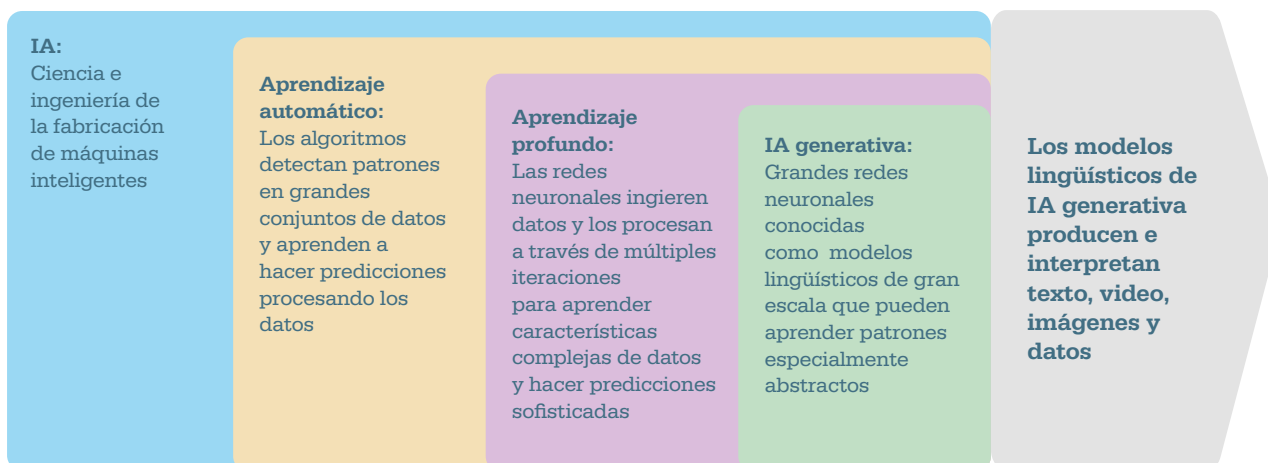 IA:
Ciencia e
ingeniería de
la fabricación
de máquinas
inteligentes
Aprendizaje
automático:
Los algoritmos
detectan patrones
en grandes
conjuntos de datos
y aprenden a
hacer predicciones
procesando los
datos
Aprendizaje
profundo:
Las redes
neuronales ingieren
datos y los procesan
a través de múltiples
iteraciones
para aprender
características
complejas de datos
y hacer predicciones
sofisticadas
IA generativa:
Grandes redes
neuronales
conocidas
como modelos
lingüísticos de gran
escala que pueden
aprender patrones
especialmente
abstractos
Los modelos
lingüísticos de
IA generativa
producen e
interpretan
texto, video,
imágenes y
datos